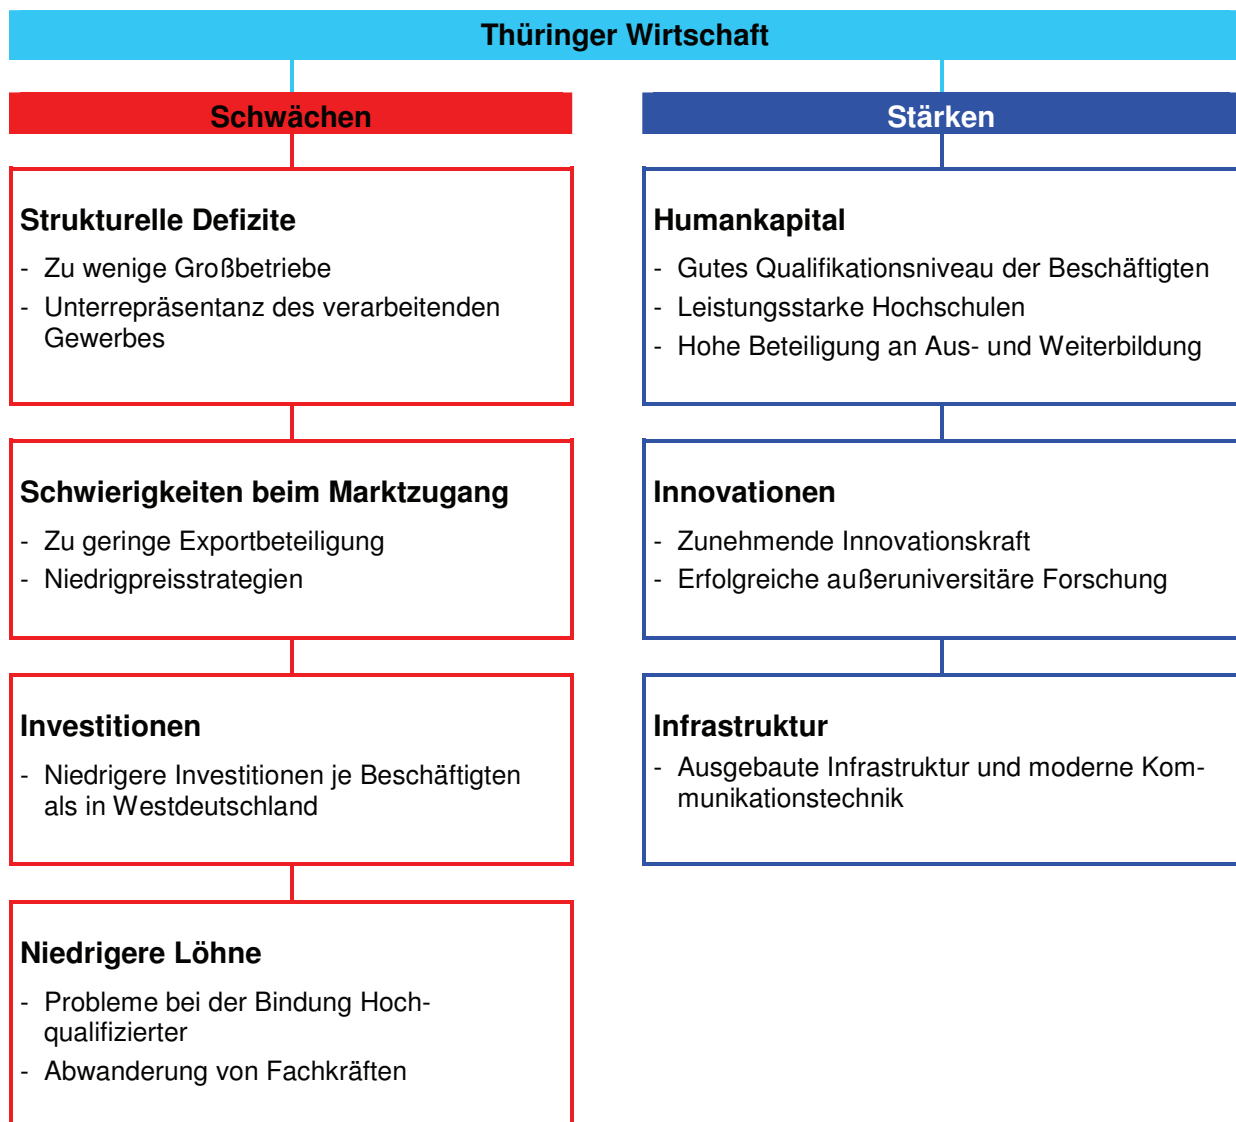 Thüringer Wirtschaft
Schwächen
Strukturelle Defizite
- Zu wenige Großbetriebe
- Unterrepräsentanz des verarbeitenden
Gewerbes
Schwierigkeiten beim Marktzugang
- Zu geringe Exportbeteiligung
- Niedrigpreisstrategien
Investitionen
- Niedrigere Investitionen je Beschäftigten
als in Westdeutschland
Niedrigere Löhne
- Probleme bei der Bindung Hoch-
qualifizierter
- Abwanderung von Fachkräften
Stärken
Humankapital
- Gutes Qualifikationsniveau der Beschäftigten
- Leistungsstarke Hochschulen
- Hohe Beteiligung an Aus- und Weiterbildung
Innovationen
- Zunehmende Innovationskraft
- Erfolgreiche außeruniversitäre Forschung
Infrastruktur
- Ausgebaute Infrastruktur und moderne Kom-
munikationstechnik